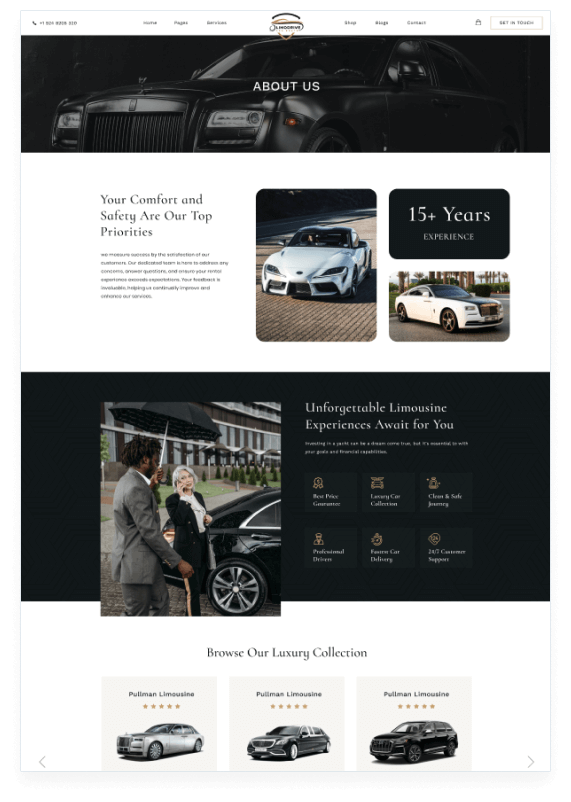 +1 824 8305 020
Home
Pages
Services
LIMODRIVE
Shop
Blogs
Contact
GET IN TOUCH
ABOUT US
Your Comfort and
Safety Are Our Top
Priorities
we measure success by the satisfaction of our
customers. Our dedicated team is here to address any
concerns, answer questions, and ensure your rental
experience exceeds expectations. Your feedback is
invaluable, helping us continually improve and
enhance our services.
15+ Years
EXPERIENCE
Unforgettable Limousine
Experiences Await for You
Investing in a yacht can be a dream come true, but it's essential to with
your goals and financial capabilities.
Best Price
Guarantee
Luxury Car
Collection
Clean & Safe
Journey
Professional
Drivers
Fastest Car
Delivery
24/7 Customer
Support
Browse Our Luxury Collection
Pullman Limousine
Pullman Limousine
Pullman Limousine